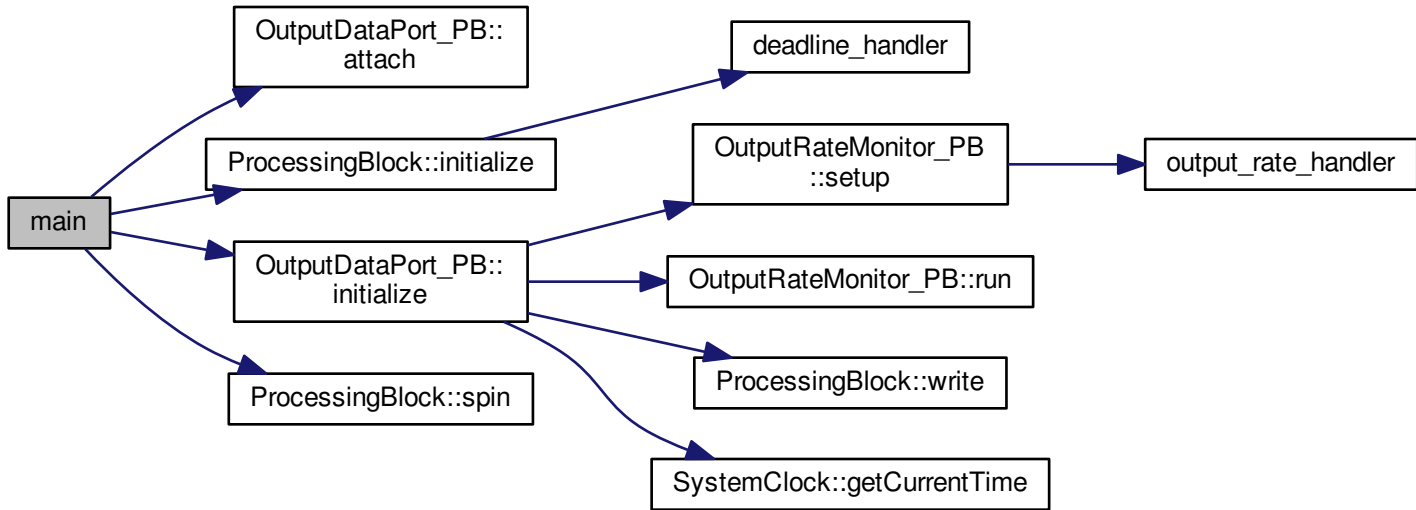 main
OutputDataPort_PB::
attach
ProcessingBlock::initialize
OutputDataPort_PB::
initialize
ProcessingBlock::spin
deadline_handler
OutputRateMonitor_PB
::setup
OutputRateMonitor_PB::run
ProcessingBlock::write
SystemClock::getCurrentTime
output_rate_handler